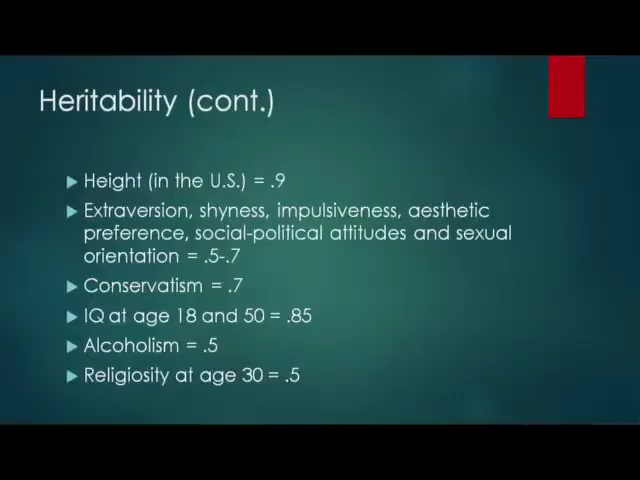 Heritability (cont.)
Height (in the U.S.) = .9
Extraversion, shyness, impulsiveness, aesthetic
preference, social-political attitudes and sexual
orientation = .5-.7
Conservatism = .7
IQ at age 18 and 50 = .85
Alcoholism = .5
Religiosity at age 30 = .5